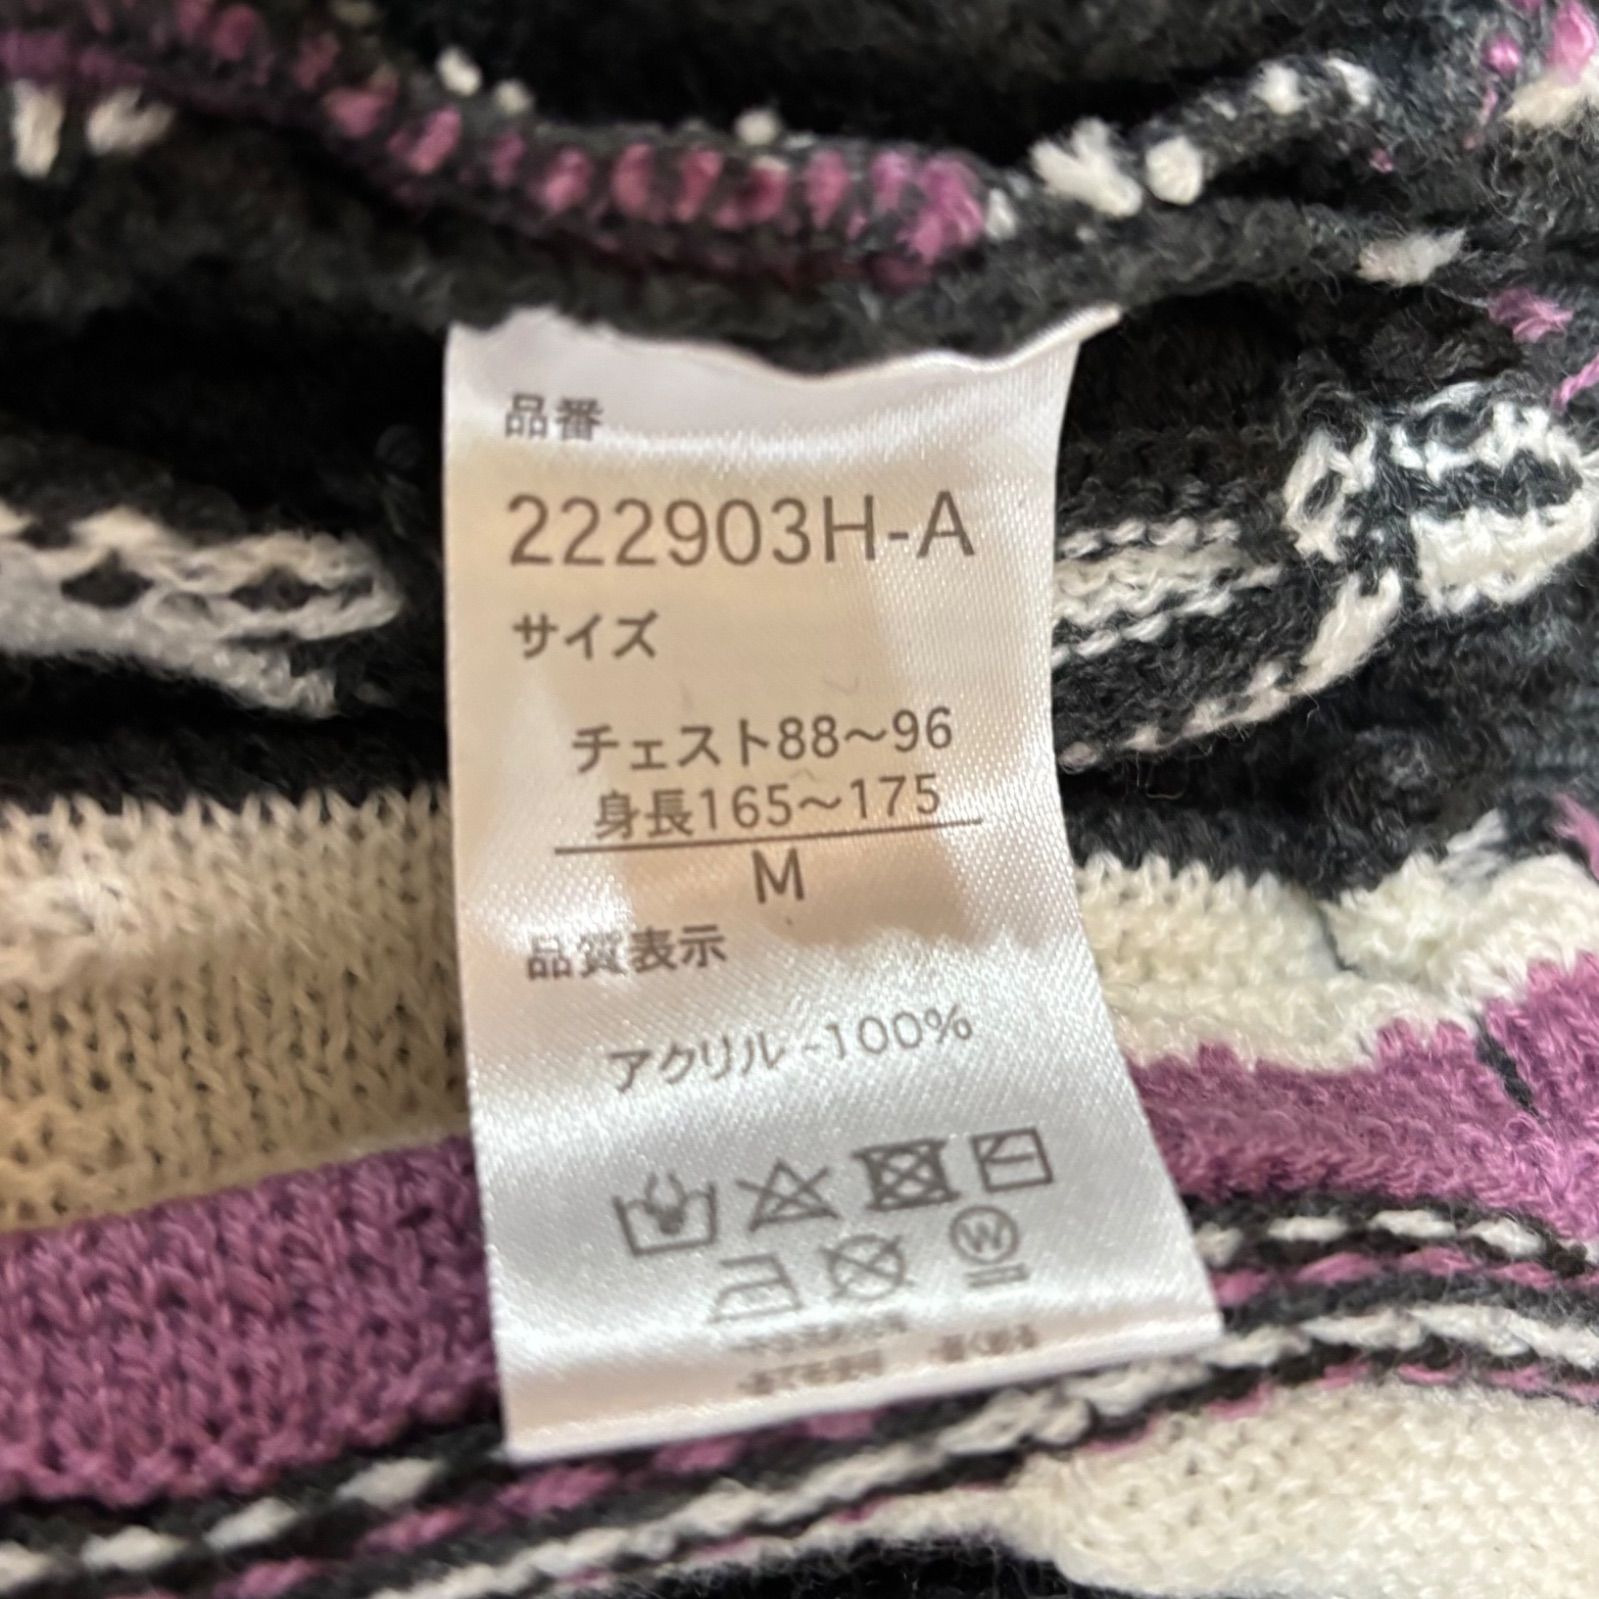 品番
222903H-A
サイズ
チェスト88～96
身長165～175
M
品質表示
アクリル -100%
W